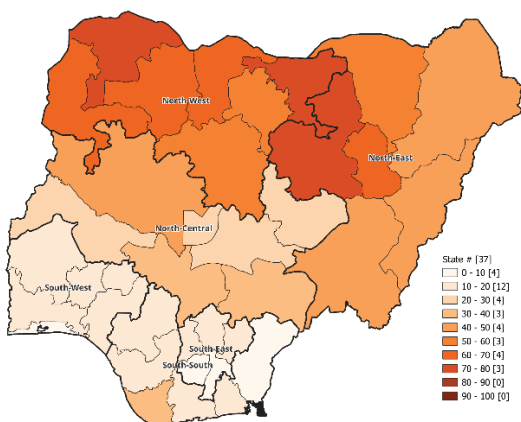 North-West
North-East
North-Central
South-West
South-East
South-South
State # [37]
0 - 10 [4]
10 - 20 [12]
20 - 30 [4]
30 - 40 [3]
40 - 50 [4]
50 - 60 [3]
60 - 70 [4]
70 - 80 [3]
80 - 90 [0]
90 - 100 [0]